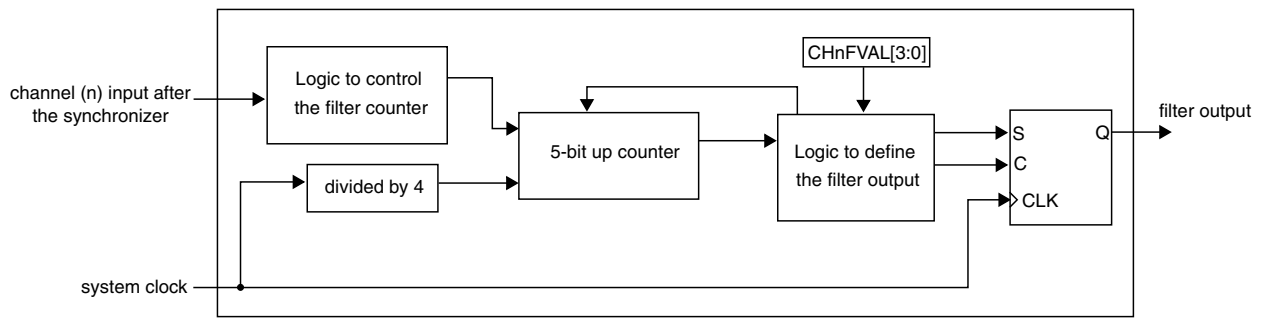 channel (n) input after
the synchronizer
Logic to control
the filter counter
divided by 4
5-bit up counter
CHnFVAL[3:0]
Logic to define
the filter output
S
C
CLK
Q
filter output
system clock